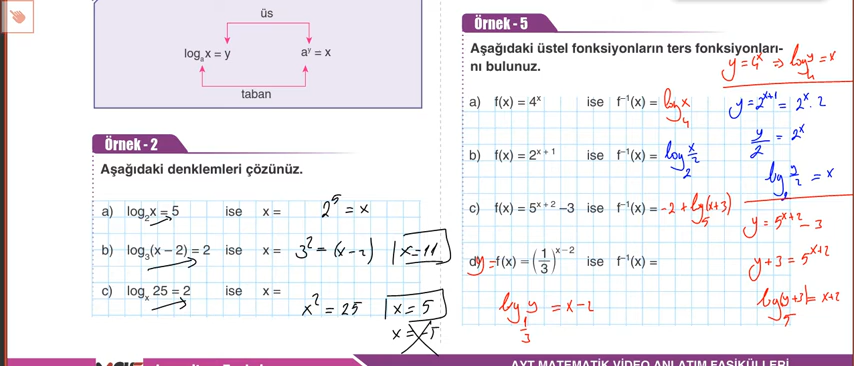 üs
logₐx = y
aʸ = x
taban
Örnek - 2
Aşağıdaki denklemleri çözünüz.
a) log₂x = 5 ise x = 2⁵ = x
b) log₃(x − 2) = 2 ise x = 3² = (x − 2) x = 11
c) logₓ 25 = 2 ise x =
x² = 25 x = 5
x = −5
Örnek - 5
Aşağıdaki üstel fonksiyonların ters fonksiyonları-
nı bulunuz.
y = 4ˣ ⇒ log₄y = x
a) f(x) = 4ˣ ise f⁻¹(x) = log₄x
y = 2ˣ⁺¹ = 2ˣ · 2
y/2 = 2ˣ
b) f(x) = 2ˣ ⁺ ¹ ise f⁻¹(x) = log₂ x/2
log₂ y/2 = x
c) f(x) = 5ˣ ⁺ ² − 3 ise f⁻¹(x) = -2 + log₅(x+3)
y = 5ˣ⁺² − 3
y + 3 = 5ˣ⁺²
log₅(y+3) = x+2
d) y = f(x) = (1/3)ˣ⁻² ise f⁻¹(x) =
log_(1/3) y = x − 2
AYT MATEMATİK VİDEO ANLATIM FASİKÜLLERİ